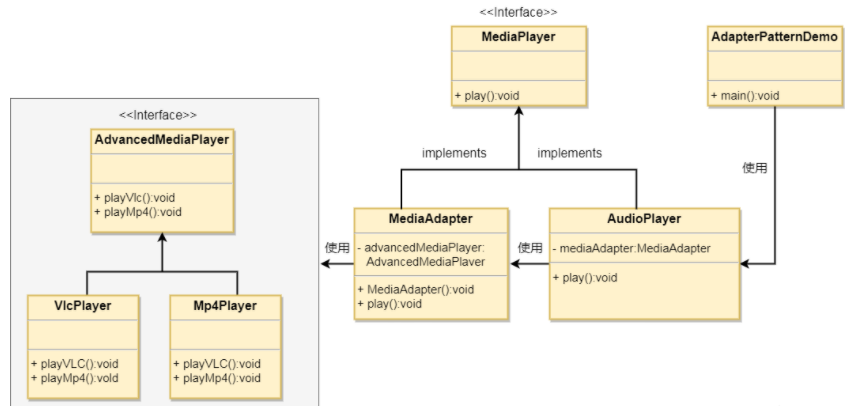 <<Interface>>
MediaPlayer
+ play():void
AdapterPatternDemo
+ main():void
使用
<<Interface>>
AdvancedMediaPlayer
+ playVlc():void
+ playMp4():void
implements
implements
VlcPlayer
+ playVLC():void
+ playMp4():vold
Mp4Player
+ playVLC():void
+ playMp4():void
使用
MediaAdapter
- advancedMediaPlayer:
AdvancedMediaPlaver
+ MediaAdapter():void
+ play():void
使用
AudioPlayer
- mediaAdapter:MediaAdapter
+ play():void